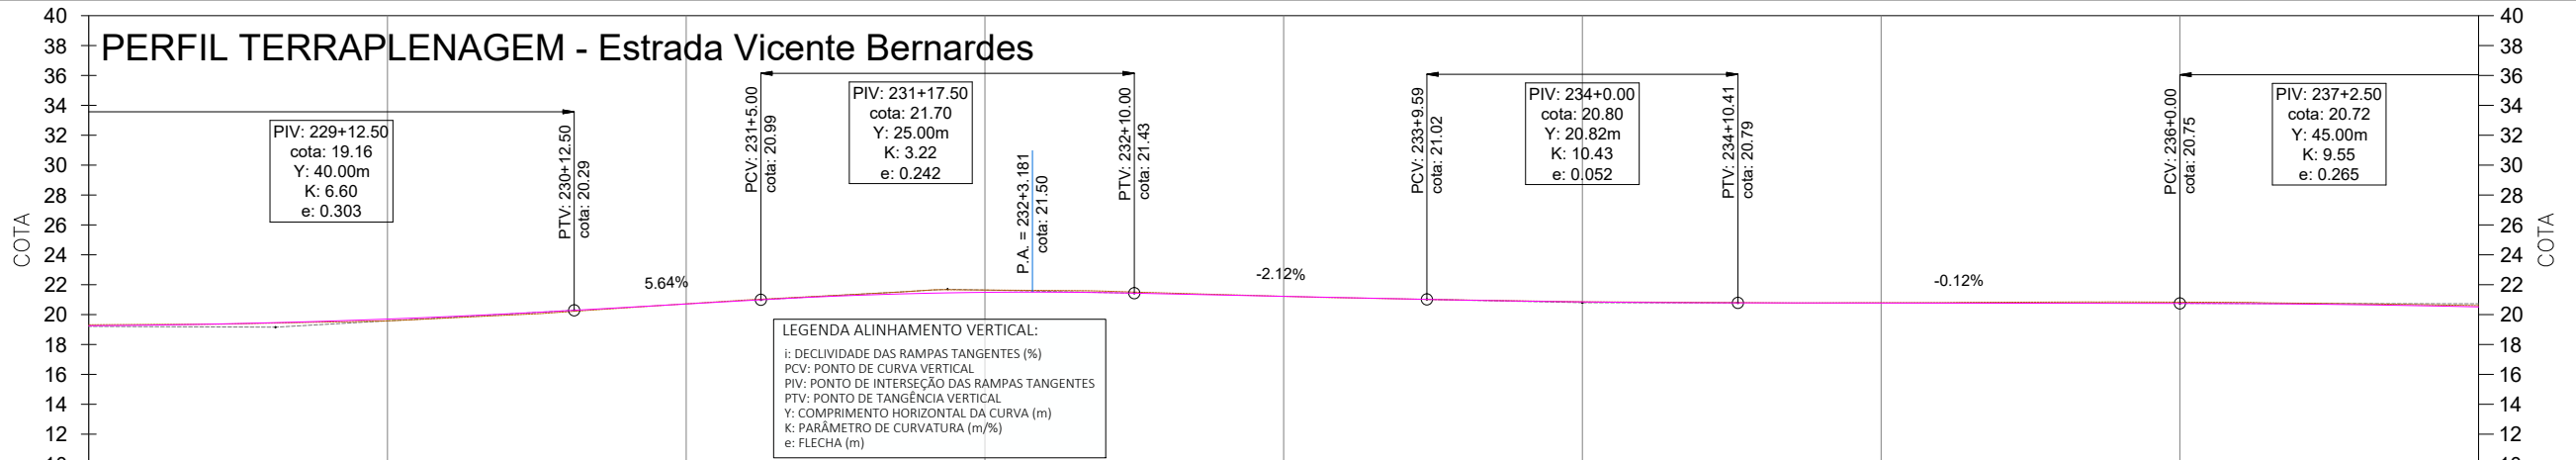 PERFIL TERRAPLENAGEM - Estrada Vicente Bernardes
COTA
40
38
36
34
32
30
28
26
24
22
20
18
16
14
12
PIV: 229+12.50
cota: 19.16
Y: 40.00m
K: 6.60
e: 0.303
PTV: 230+12.50
cota: 20.29
5.64%
PCV: 231+5.00
cota: 20.99
PIV: 231+17.50
cota: 21.70
Y: 25.00m
K: 3.22
e: 0.242
P.A. = 232+3.181
cota: 21.50
PTV: 232+10.00
cota: 21.43
-2.12%
PCV: 233+9.59
cota: 21.02
PIV: 234+0.00
cota: 20.80
Y: 20.82m
K: 10.43
e: 0.052
PTV: 234+10.41
cota: 20.79
-0.12%
PCV: 236+0.00
cota: 20.75
PIV: 237+2.50
cota: 20.72
Y: 45.00m
K: 9.55
e: 0.265
LEGENDA ALINHAMENTO VERTICAL:
i: DECLIVIDADE DAS RAMPAS TANGENTES (%)
PCV: PONTO DE CURVA VERTICAL
PIV: PONTO DE INTERSEÇÃO DAS RAMPAS TANGENTES
PTV: PONTO DE TANGÊNCIA VERTICAL
Y: COMPRIMENTO HORIZONTAL DA CURVA (m)
K: PARÂMETRO DE CURVATURA (m/%)
e: FLECHA (m)
40
38
36
34
32
30
28
26
24
22
20
18
16
14
12
COTA